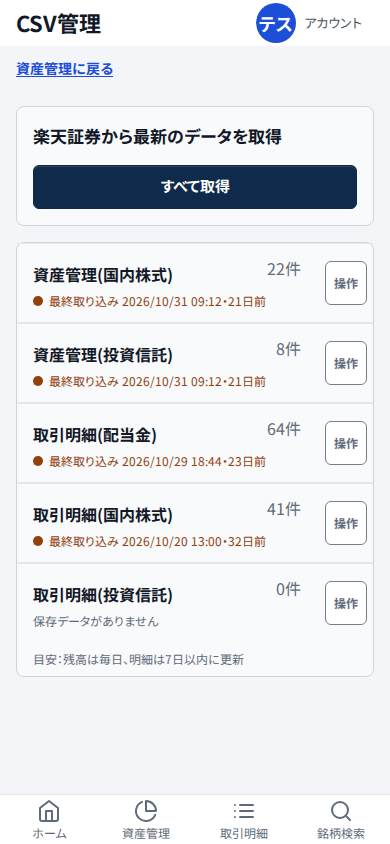 CSV管理
テス アカウント
資産管理に戻る
楽天証券から最新のデータを取得
すべて取得
資産管理(国内株式) 22件 操作
最終取り込み 2026/10/31 09:12・21日前
資産管理(投資信託) 8件 操作
最終取り込み 2026/10/31 09:12・21日前
取引明細(配当金) 64件 操作
最終取り込み 2026/10/29 18:44・23日前
取引明細(国内株式) 41件 操作
最終取り込み 2026/10/20 13:00・32日前
取引明細(投資信託) 0件 操作
保存データがありません
目安:残高は毎日、明細は7日以内に更新
ホーム 資産管理 取引明細 銘柄検索